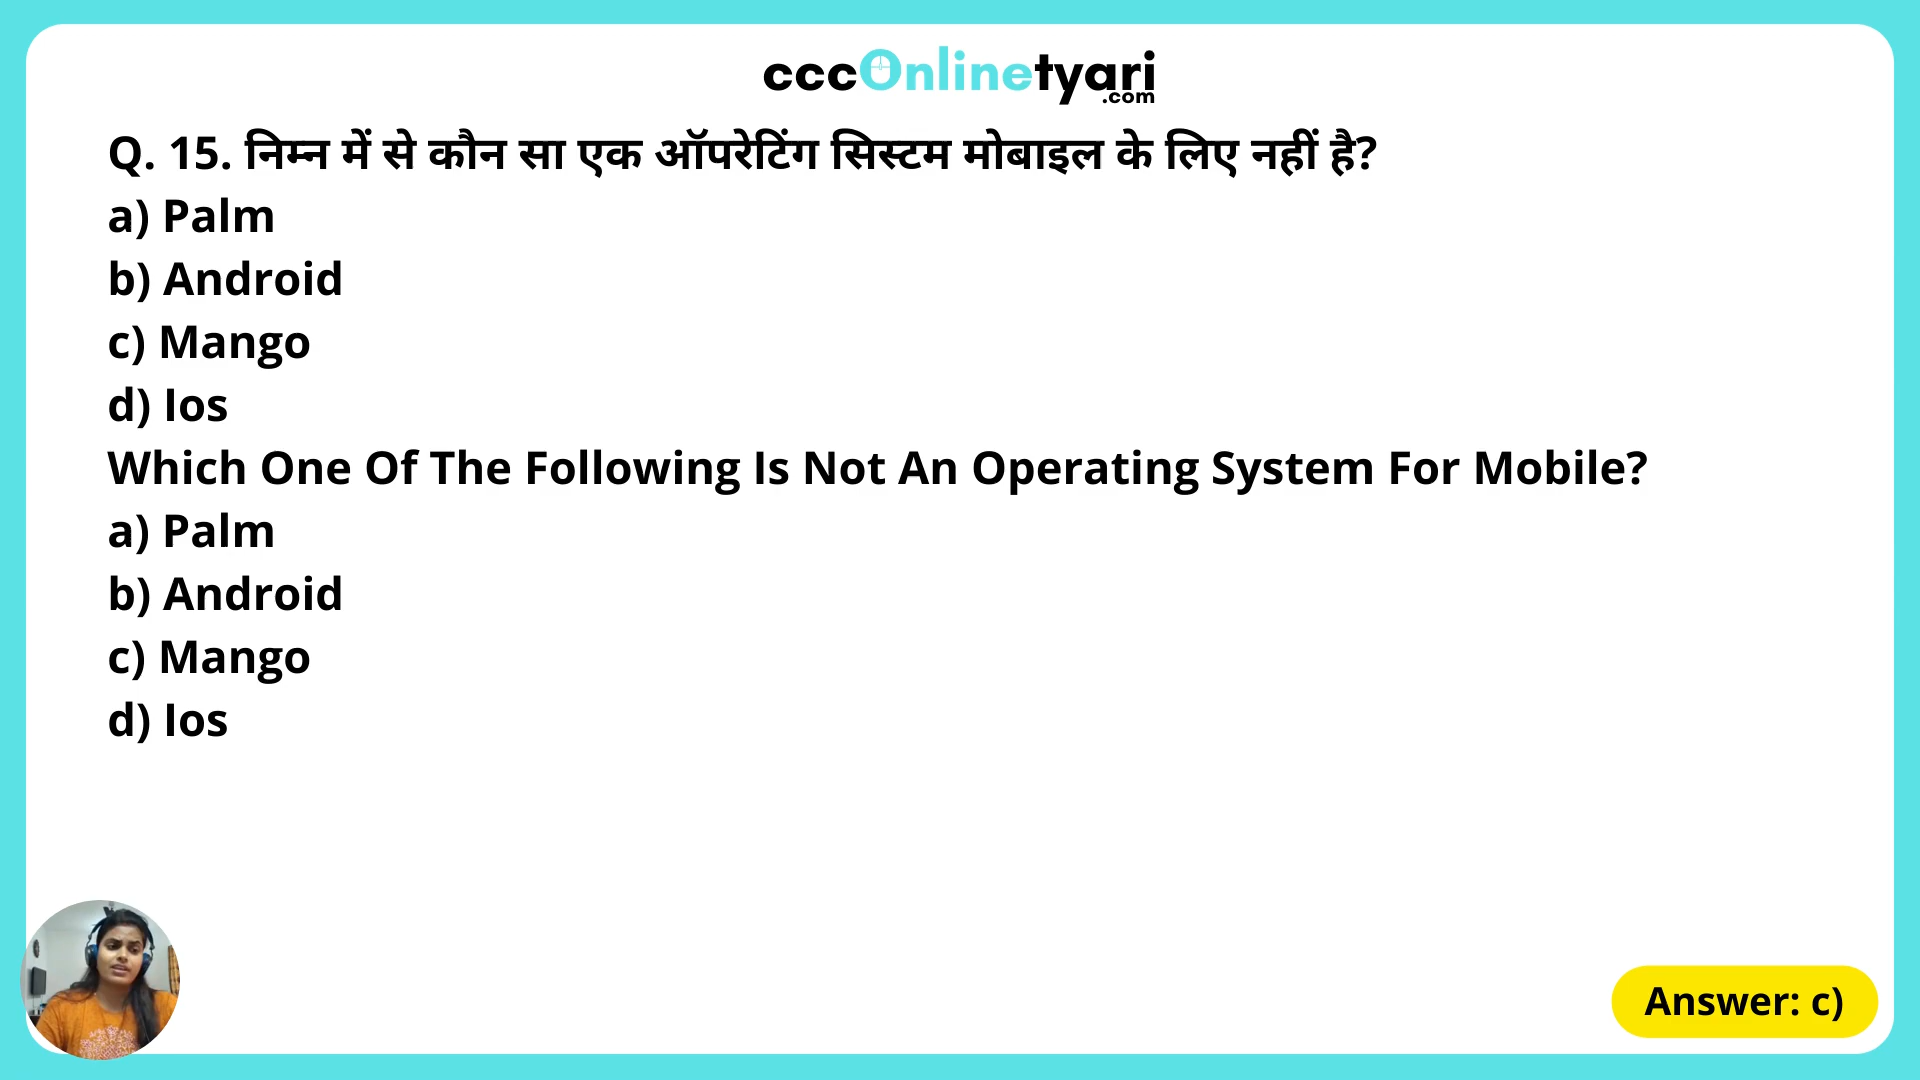 cccOnlinetyari
.com
Q. 15. निम्न में से कौन सा एक ऑपरेटिंग सिस्टम मोबाइल के लिए नहीं है?
a) Palm
b) Android
c) Mango
d) Ios
Which One Of The Following Is Not An Operating System For Mobile?
a) Palm
b) Android
c) Mango
d) Ios
Answer: c)